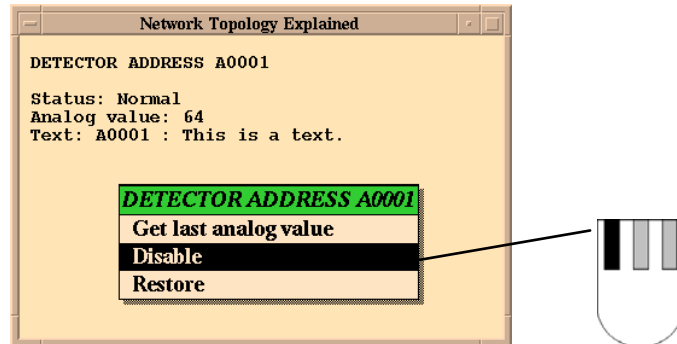 Network Topology Explained
DETECTOR ADDRESS A0001
Status: Normal
Analog value: 64
Text: A0001 : This is a text.
DETECTOR ADDRESS A0001
Get last analog value
Disable
Restore